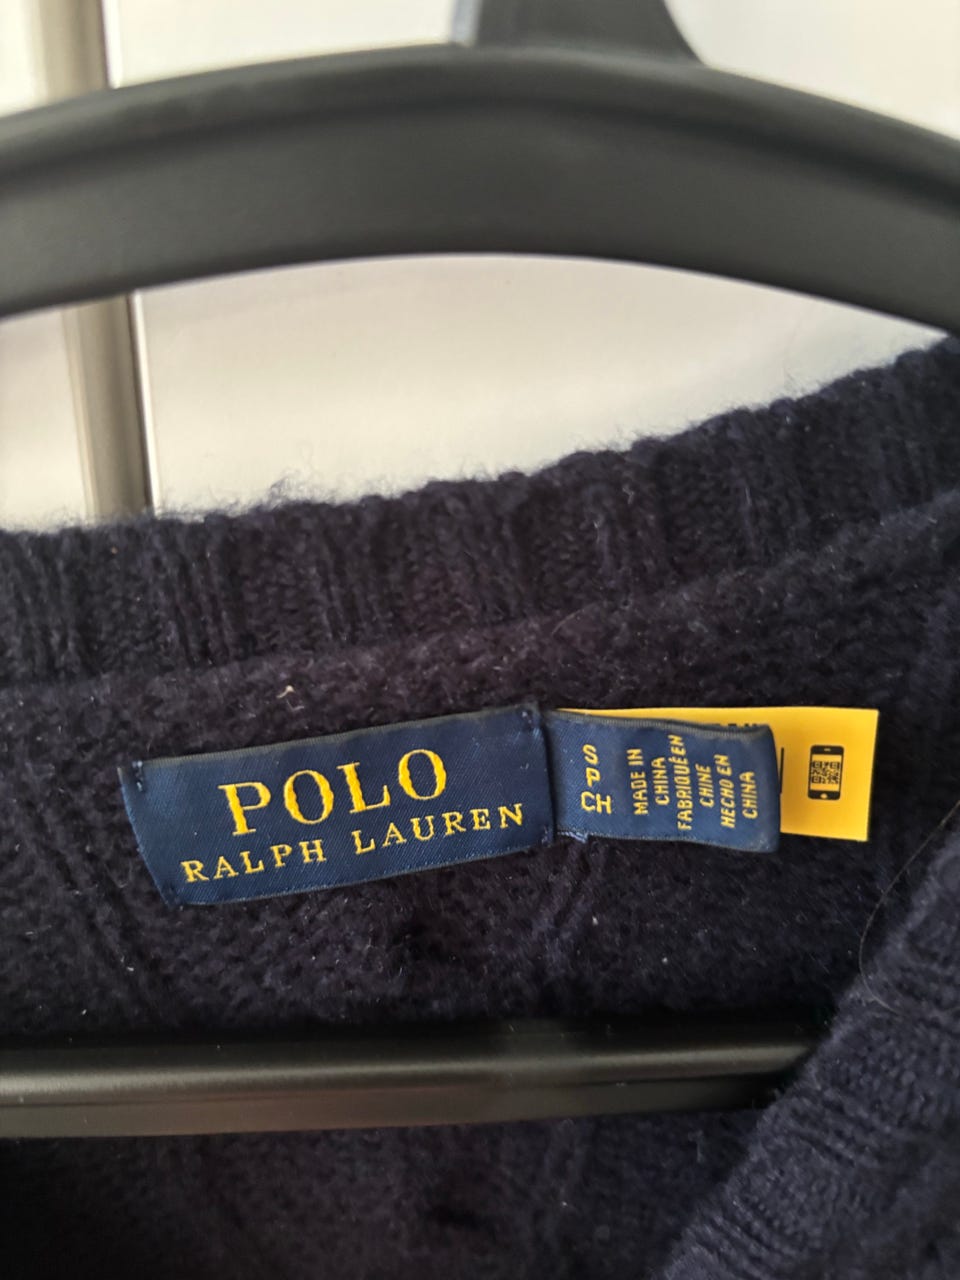 POLO
RALPH LAUREN
S P
CH
MADE IN
CHINA
FABRIQUÉ EN
CHINE
HECHO EN
CHINA